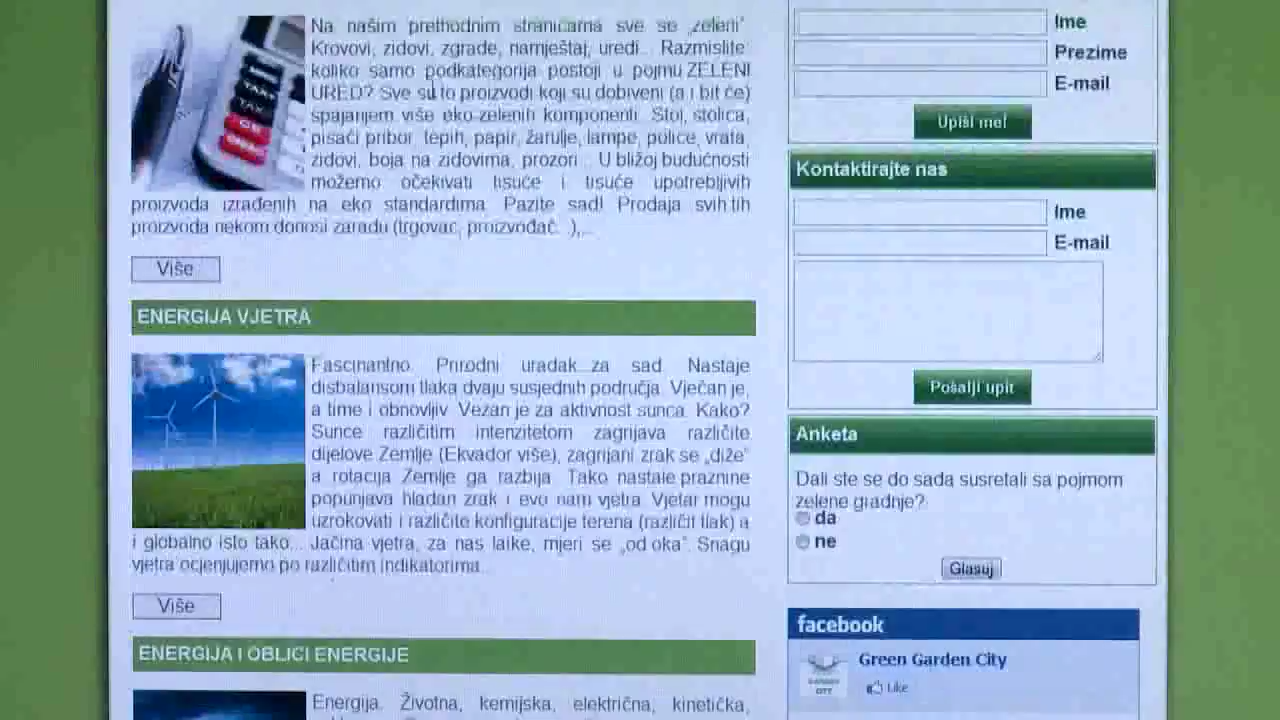 Na našim prethodnim stranicama sve se „zeleni“.
Krovovi, zidovi, zgrade, namještaj, uredi... Razmislite
koliko samo podkategorija postoji u pojmu ZELENI
URED? Sve su to proizvodi koji su dobiveni (a i bit će)
spajanjem više eko-zelenih komponenti. Stol, stolica,
pisaći pribor, tepih, papir, žarulje, lampe, police, vrata,
zidovi, boja na zidovima, prozori... U bližoj budućnosti
možemo očekivati tisuće i tisuće upotrebljivih
proizvoda izrađenih na eko standardima. Pazite sad! Prodaja svih tih
proizvoda nekom donosi zaradu (trgovac, proizvođač...),...
Više
ENERGIJA VJETRA
Fascinantno. Prirodni uradak za sad. Nastaje
disbalansom tlaka dvaju susjednih područja. Vječan je,
a time i obnovljiv. Vezan je za aktivnost sunca. Kako?
Sunce različitim intenzitetom zagrijava različite
dijelove Zemlje (Ekvador više), zagrijani zrak se „diže“
a rotacija Zemlje ga razbija. Tako nastale praznine
popunjava hladan zrak i evo nam vjetra. Vjetar mogu
uzrokovati i različite konfiguracije terena (različit tlak) a
i globalno isto tako... Jačina vjetra, za nas laike, mjeri se „od oka“. Snagu
vjetra ocjenjujemo po različitim indikatorima...
Više
ENERGIJA I OBLICI ENERGIJE
Energija. Životna, kemijska, električna, kinetička,
Ime
Prezime
E-mail
Upiši me!
Kontaktirajte nas
Ime
E-mail
Pošalji upit
Anketa
Dali ste se do sada susretali sa pojmom
zelene gradnje?
da
ne
Glasuj
facebook
Green Garden City
Like